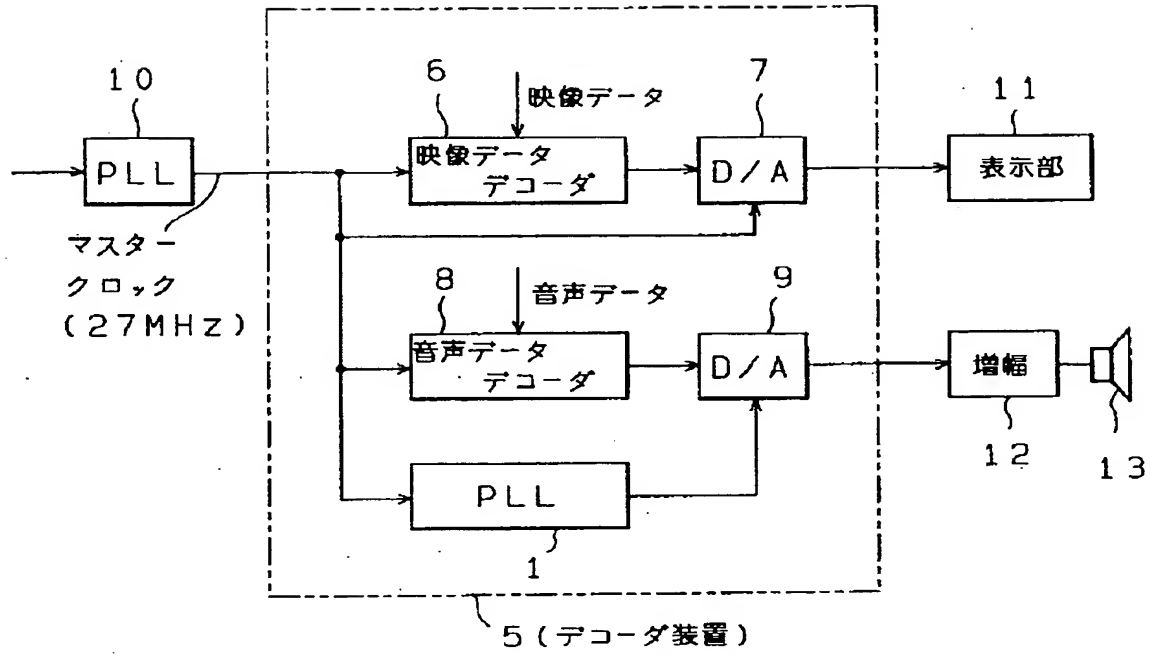 10
PLL
マスター
クロック
(27MHz)
6
映像データ
映像データ
デコーダ
7
D/A
11
表示部
8
音声データ
音声データ
デコーダ
9
D/A
増幅
12
13
PLL
1
5(デコーダ装置)